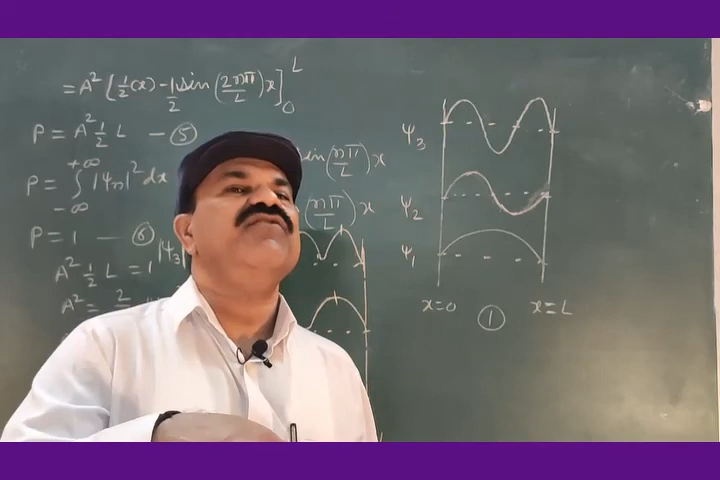 = A² [½(x) - ½ sin (2nπ/L) x]₀ᴸ
P = A² ½ L — ⑤
P = ∫₋∞⁺∞ |ψₙ|² dx
P = 1 — ⑥
A² ½ L = 1
A² = 2
sin (nπ/L) x
(nπ/L) x
|ψ₃|
ψ₃
ψ₂
ψ₁
x=0 ① x=L